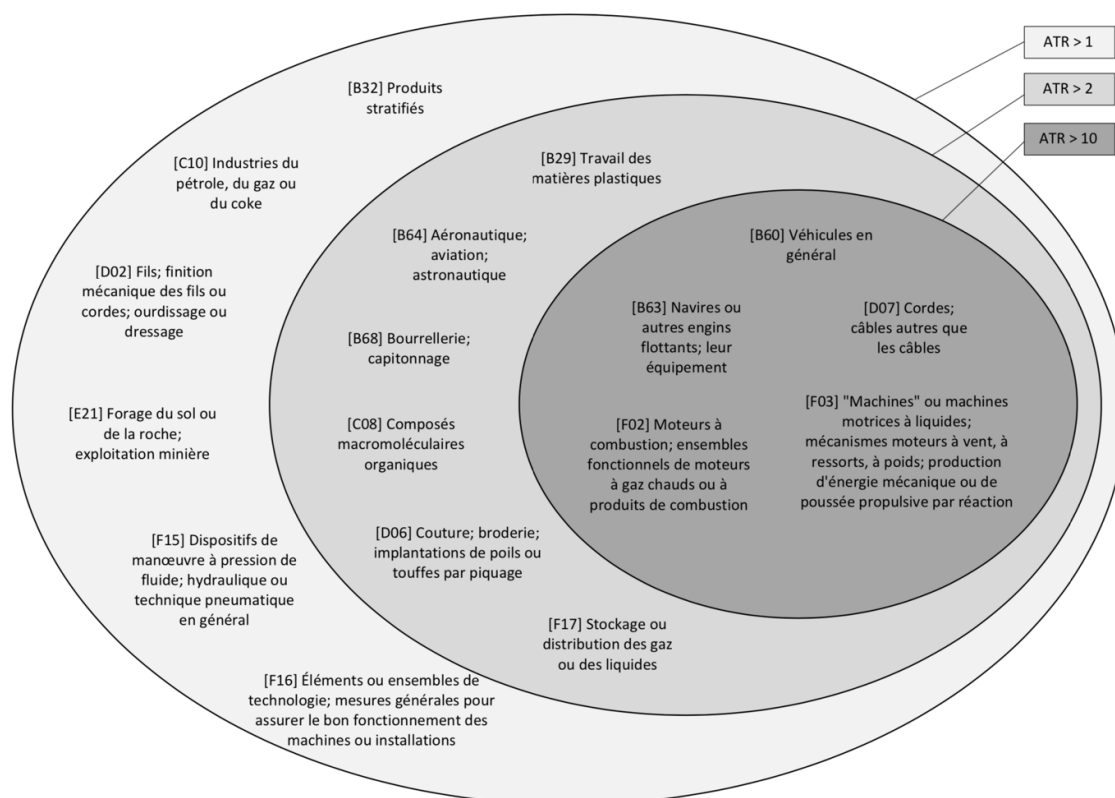 ATR > 1
ATR > 2
ATR > 10
[B32] Produits
stratifiés
[C10] Industries du
pétrole, du gaz ou
du coke
[B29] Travail des
matières plastiques
[B64] Aéronautique;
aviation;
astronautique
[B60] Véhicules en
général
[D02] Fils; finition
mécanique des fils ou
cordes; ourdissage ou
dressage
[B63] Navires ou
autres engins
flottants; leur
équipement
[D07] Cordes;
câbles autres que
les câbles
[B68] Bourrellerie;
capitonnage
[E21] Forage du sol ou
de la roche;
exploitation minière
[C08] Composés
macromoléculaires
organiques
[F02] Moteurs à
combustion; ensembles
fonctionnels de moteurs
à gaz chauds ou à
produits de combustion
[F03] "Machines" ou machines
motrices à liquides;
mécanismes moteurs à vent, à
ressorts, à poids; production
d'énergie mécanique ou de
poussée propulsive par réaction
[F15] Dispositifs de
manœuvre à pression de
fluide; hydraulique ou
technique pneumatique
en général
[D06] Couture; broderie;
implantations de poils ou
touffes par piquage
[F17] Stockage ou
distribution des gaz
ou des liquides
[F16] Éléments ou ensembles de
technologie; mesures générales pour
assurer le bon fonctionnement des
machines ou installations